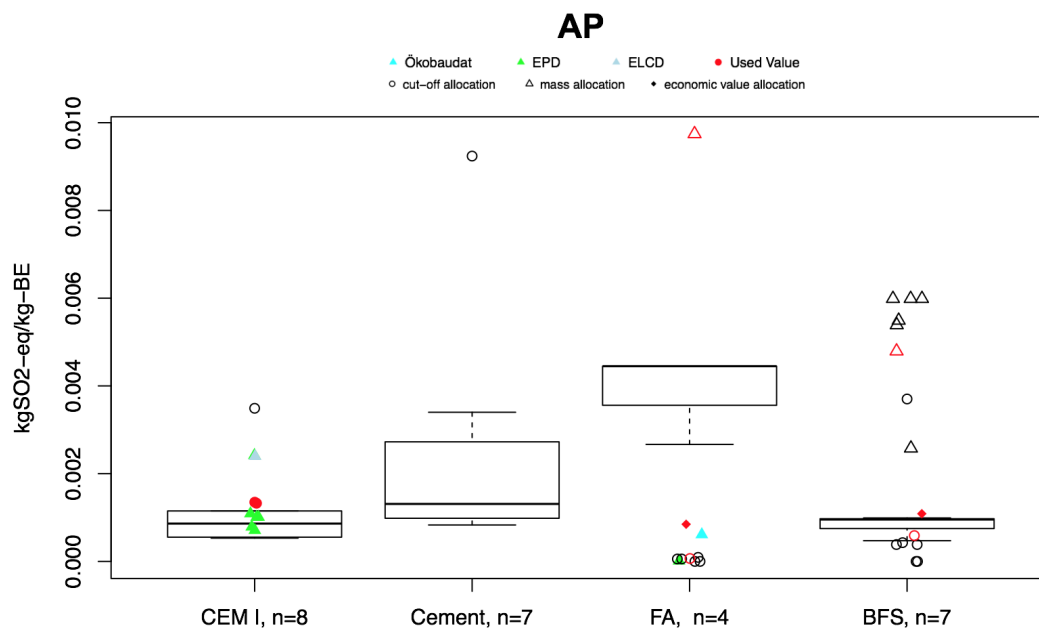 AP
Ökobaudat EPD ELCD Used Value
cut−off allocation mass allocation economic value allocation
kgSO2−eq/kg−BE
0.010
0.008
0.006
0.004
0.002
0.000
CEM I, n=8 Cement, n=7 FA, n=4 BFS, n=7